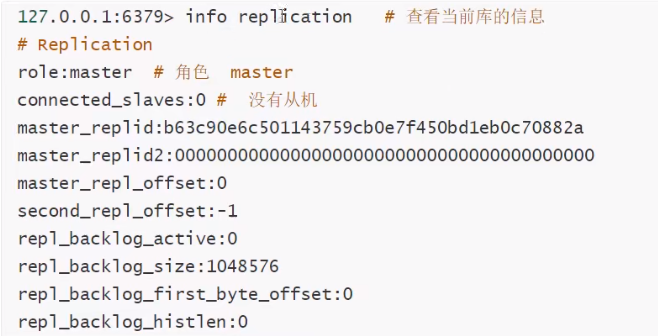 127.0.0.1:6379> info replication # 查看当前库的信息
# Replication
role:master # 角色 master
connected_slaves:0 # 没有从机
master_replid:b63c90e6c501143759cb0e7f450bd1eb0c70882a
master_replid2:0000000000000000000000000000000000000000
master_repl_offset:0
second_repl_offset:-1
repl_backlog_active:0
repl_backlog_size:1048576
repl_backlog_first_byte_offset:0
repl_backlog_histlen:0